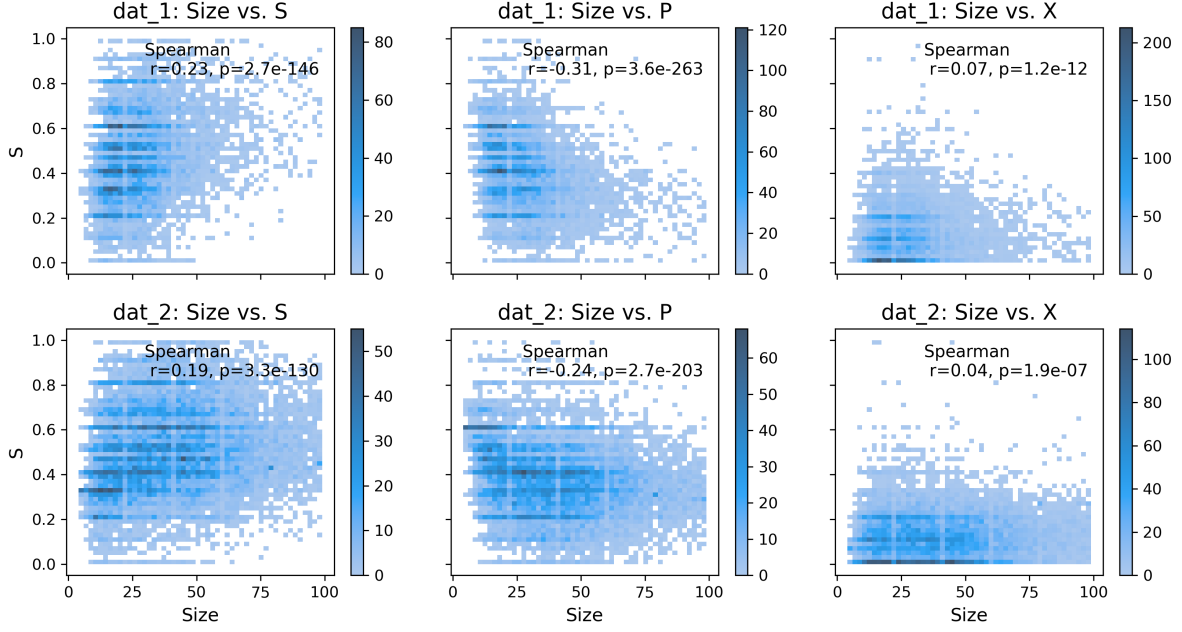 dat_1: Size vs. S
dat_1: Size vs. P
dat_1: Size vs. X
Spearman
r=0.23, p=2.7e-146
Spearman
r=-0.31, p=3.6e-263
Spearman
r=0.07, p=1.2e-12
S
1.0
0.8
0.6
0.4
0.2
0.0
80
60
40
20
0
120
100
80
60
40
20
0
200
150
100
50
0
dat_2: Size vs. S
dat_2: Size vs. P
dat_2: Size vs. X
Spearman
r=0.19, p=3.3e-130
Spearman
r=-0.24, p=2.7e-203
Spearman
r=0.04, p=1.9e-07
S
1.0
0.8
0.6
0.4
0.2
0.0
50
40
30
20
10
0
60
50
40
30
20
10
0
100
80
60
40
20
0
0 25 50 75 100
0 25 50 75 100
0 25 50 75 100
Size
Size
Size